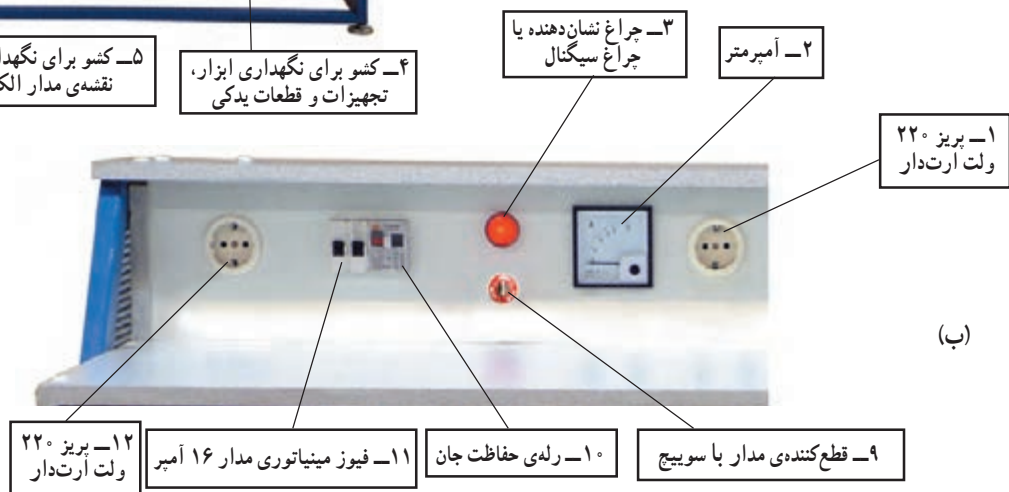 ۵ــ کشو برای
نقشه‌ی مدار
۴ــ کشو برای نگهداری ابزار،
تجهیزات و قطعات یدکی
۳ــ چراغ نشان‌دهنده یا
چراغ سیگنال
۲ــ آمپرمتر
۱ــ پریز ۲۲۰
ولت ارت‌دار
(ب)
۱۲ــ پریز ۲۲۰
ولت ارت‌دار
۱۱ــ فیوز مینیاتوری مدار ۱۶ آمپر
۱۰ــ رله‌ی حفاظت جان
۹ــ قطع‌کننده‌ی مدار با سوییچ